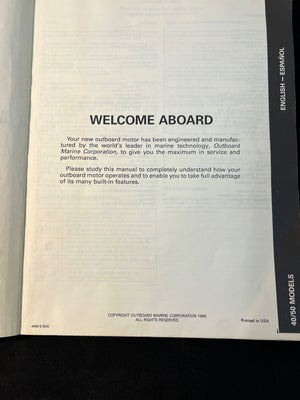 WELCOME ABOARD
Your new outboard motor has been engineered and manufac-
tured by the world's leader in marine technology, Outboard
Marine Corporation, to give you the maximum in service and
performance.
Please study this manual to completely understand how your
outboard motor operates and to enable you to take full advantage
of its many built-in features.
COPYRIGHT OUTBOARD MARINE CORPORATION 1989.
ALL RIGHTS RESERVED.
Printed in USA.
ENGLISH — ESPAÑOL
40/50 MODELS